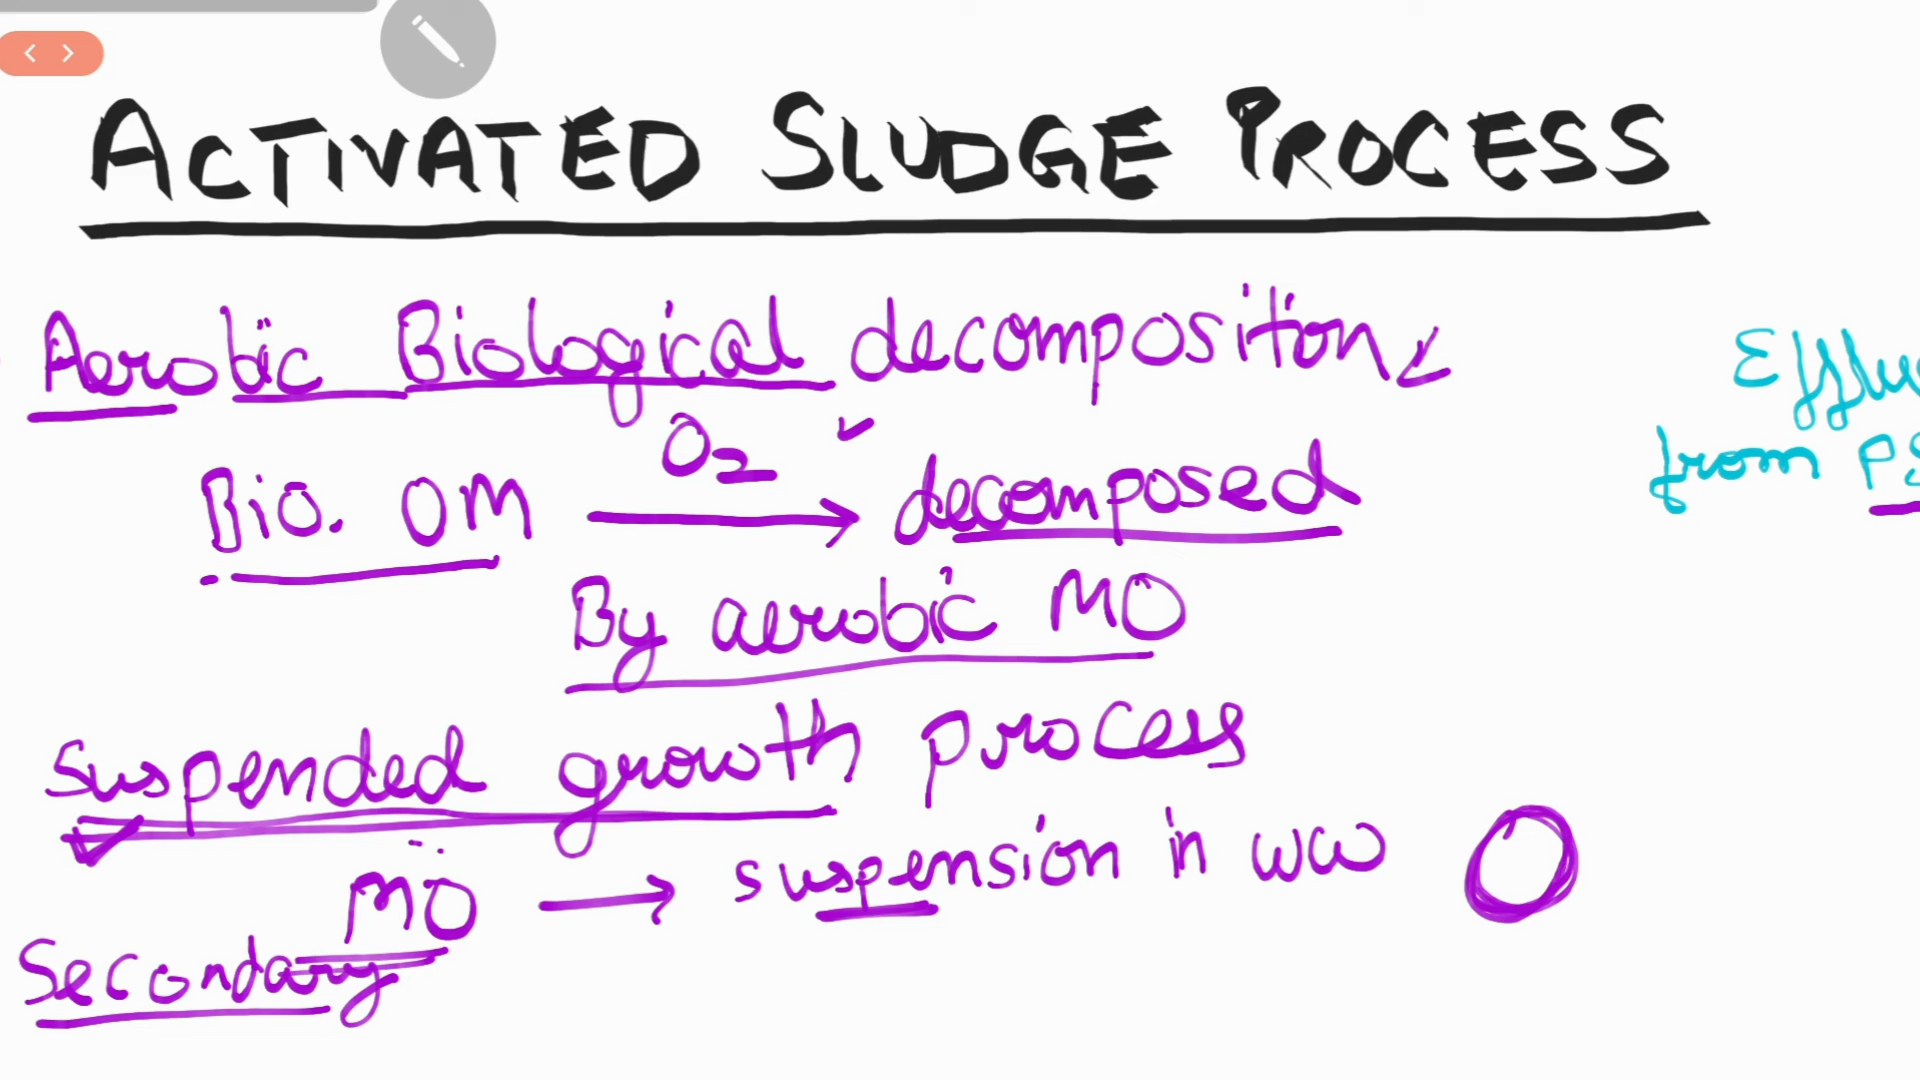 ACTIVATED SLUDGE PROCESS
Aerobic Biological decomposition
Bio. OM O2 → decomposed
By aerobic MO
Suspended growth process
MO → suspension in WW
Secondary
from